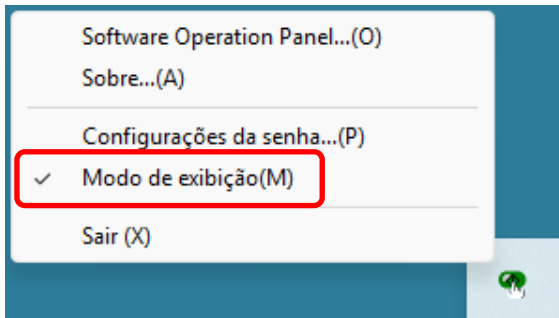 Software Operation Panel...(O)
Sobre...(A)
Configurações da senha...(P)
Modo de exibição(M)
Sair (X)